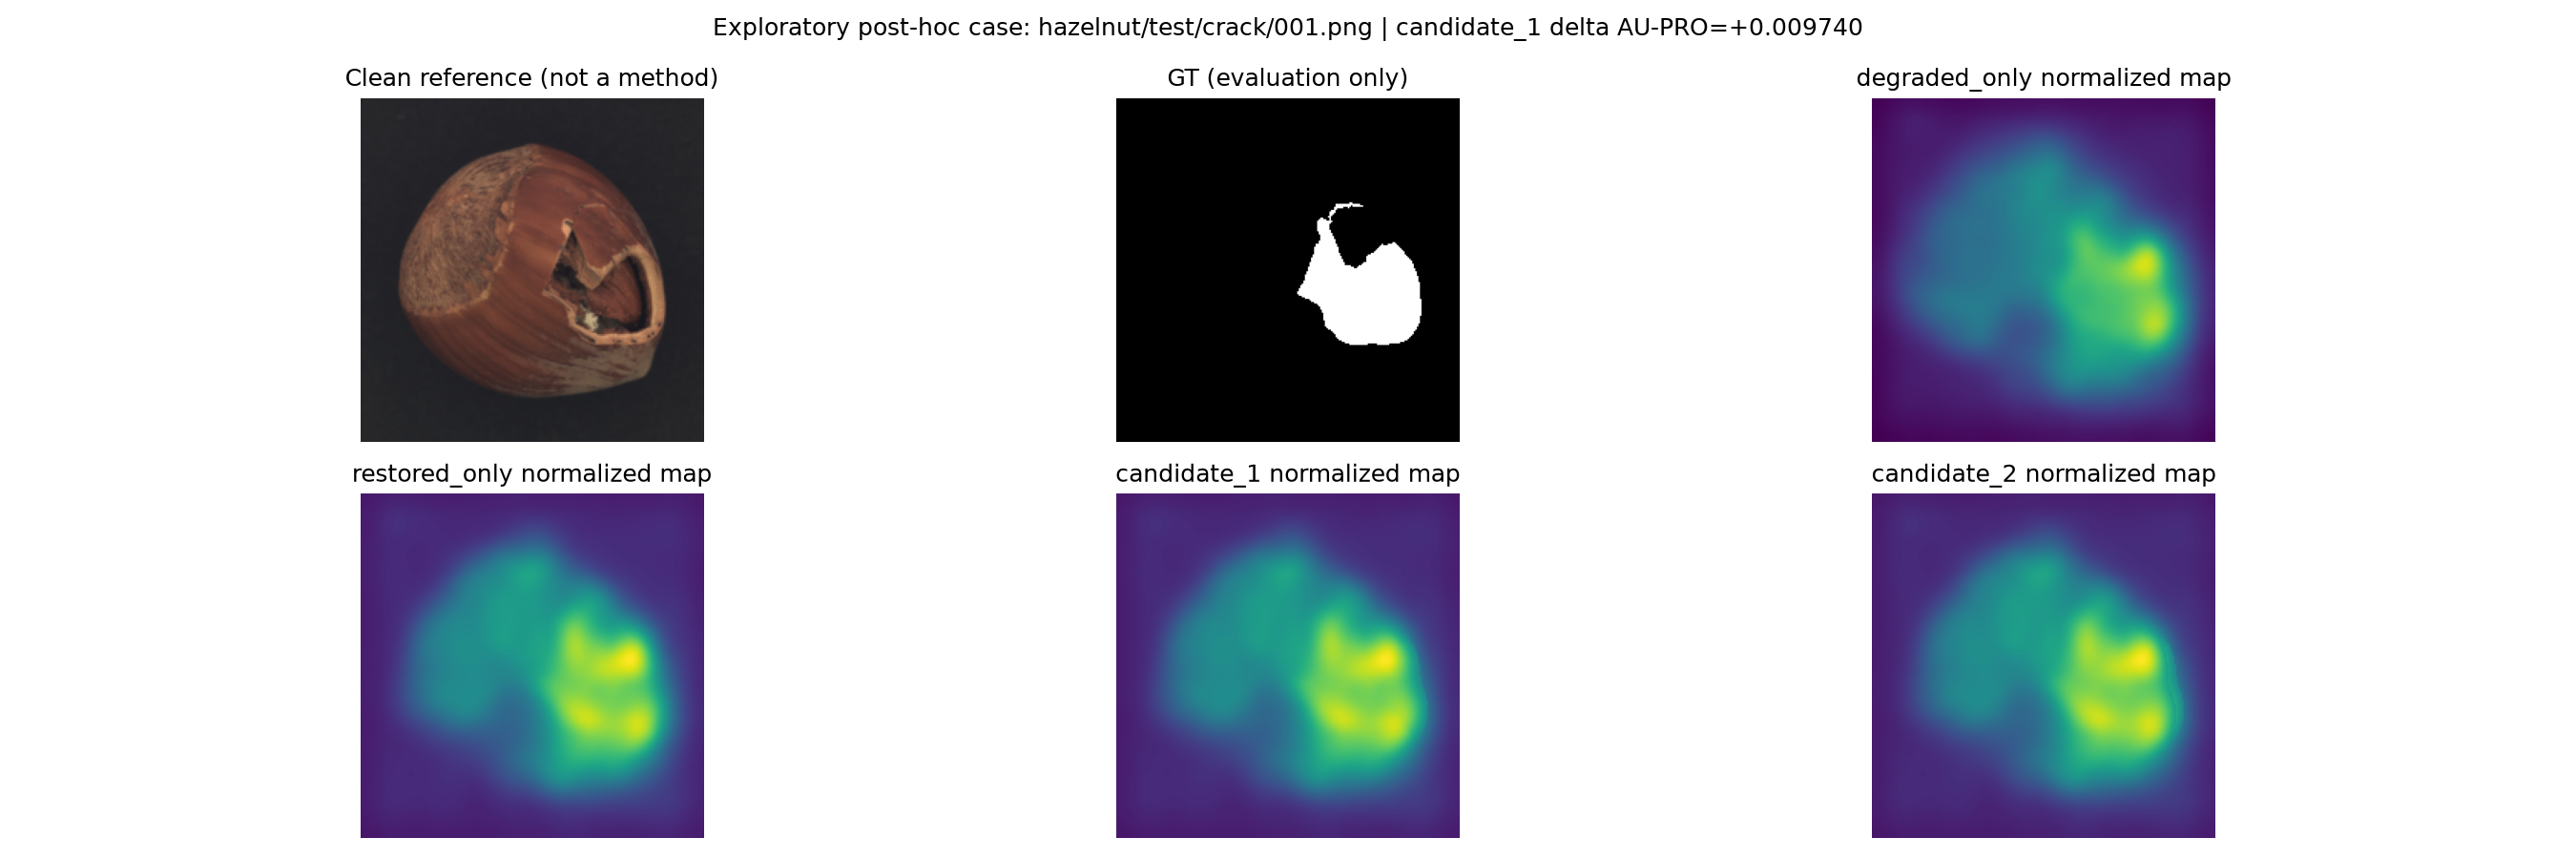 Exploratory post-hoc case: hazelnut/test/crack/001.png | candidate_1 delta AU-PRO=+0.009740
Clean reference (not a method)
GT (evaluation only)
degraded_only normalized map
restored_only normalized map
candidate_1 normalized map
candidate_2 normalized map